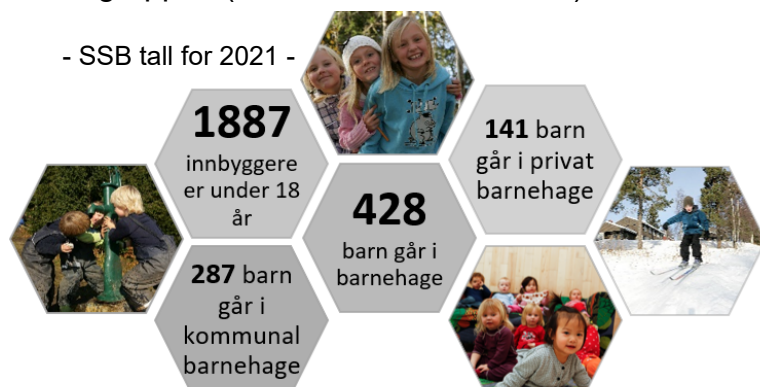 - SSB tall for 2021 -
1887
innbyggere
er under 18
år
141 barn
går i privat
barnehage
428
barn går i
barnehage
287 barn
går i
kommunal
barnehage